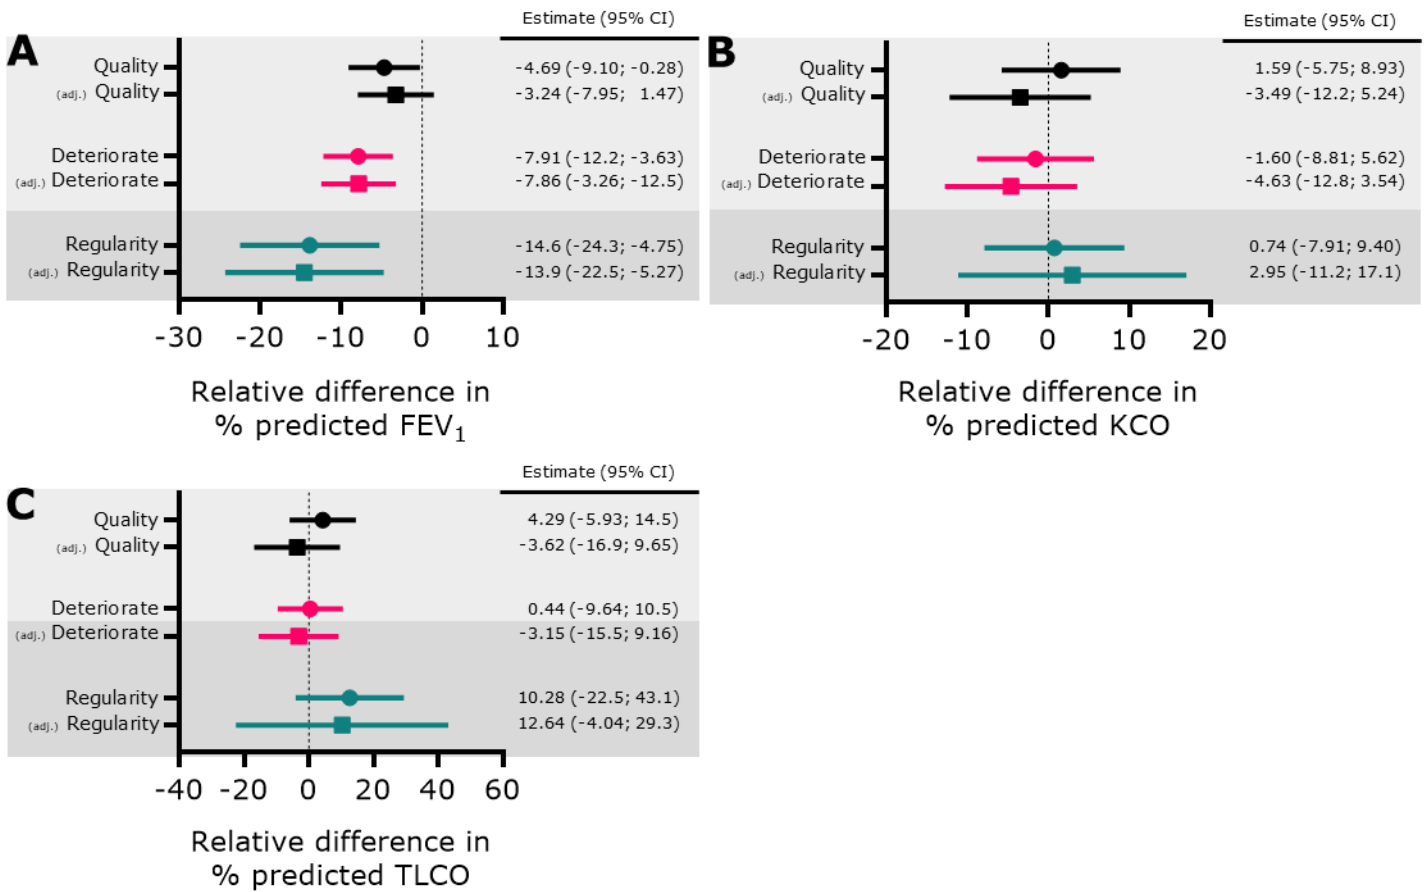 Estimate (95% CI)
A
Quality -4.69 (-9.10; -0.28)
(adj.) Quality -3.24 (-7.95; 1.47)
Deteriorate -7.91 (-12.2; -3.63)
(adj.) Deteriorate -7.86 (-3.26; -12.5)
Regularity -14.6 (-24.3; -4.75)
(adj.) Regularity -13.9 (-22.5; -5.27)
-30 -20 -10 0 10
Relative difference in
% predicted FEV1
Estimate (95% CI)
B
Quality 1.59 (-5.75; 8.93)
(adj.) Quality -3.49 (-12.2; 5.24)
Deteriorate -1.60 (-8.81; 5.62)
(adj.) Deteriorate -4.63 (-12.8; 3.54)
Regularity 0.74 (-7.91; 9.40)
(adj.) Regularity 2.95 (-11.2; 17.1)
-20 -10 0 10 20
Relative difference in
% predicted KCO
Estimate (95% CI)
C
Quality 4.29 (-5.93; 14.5)
(adj.) Quality -3.62 (-16.9; 9.65)
Deteriorate 0.44 (-9.64; 10.5)
(adj.) Deteriorate -3.15 (-15.5; 9.16)
Regularity 10.28 (-22.5; 43.1)
(adj.) Regularity 12.64 (-4.04; 29.3)
-40 -20 0 20 40 60
Relative difference in
% predicted TLCO